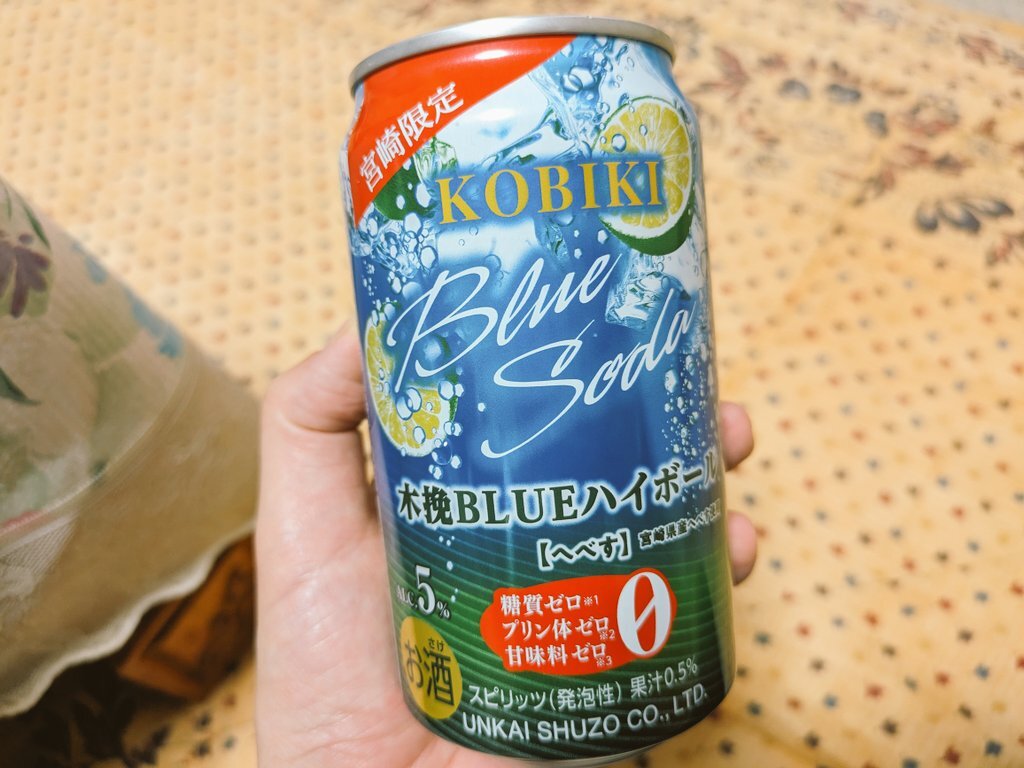 宮崎限定
KOBIKI
Blue
Soda
木挽BLUEハイボール
【へべす】 宮崎県産へべす使用
ALC.5%
糖質ゼロ※1
プリン体ゼロ※2
甘味料ゼロ※3
0
さけ
お酒
スピリッツ(発泡性) 果汁0.5%
UNKAI SHUZO CO., LTD.